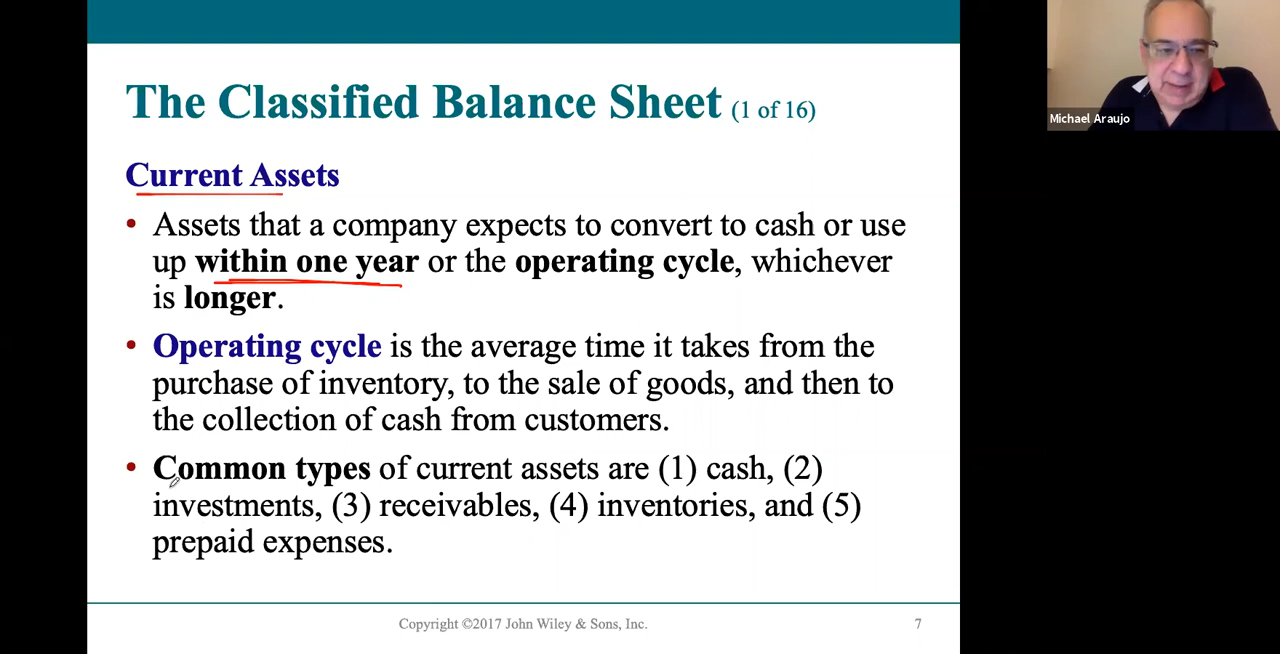 The Classified Balance Sheet (1 of 16)
Michael Araujo
Current Assets
• Assets that a company expects to convert to cash or use
up within one year or the operating cycle, whichever
is longer.
• Operating cycle is the average time it takes from the
purchase of inventory, to the sale of goods, and then to
the collection of cash from customers.
• Common types of current assets are (1) cash, (2)
investments, (3) receivables, (4) inventories, and (5)
prepaid expenses.
Copyright ©2017 John Wiley & Sons, Inc.
7